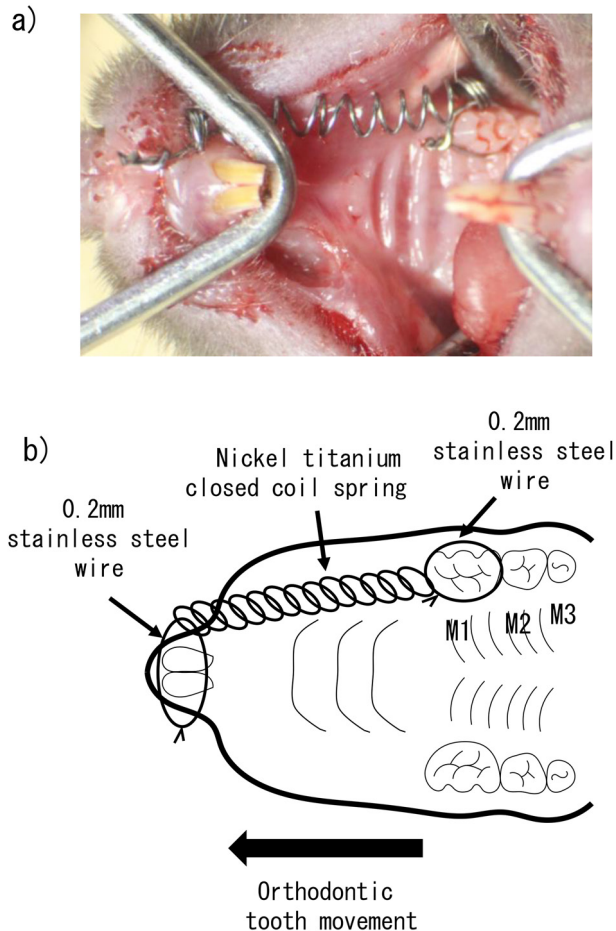 a)
b)
0.2mm
stainless steel
wire
Nickel titanium
closed coil spring
0.2mm
stainless steel
wire
M1
M2
M3
Orthodontic
tooth movement